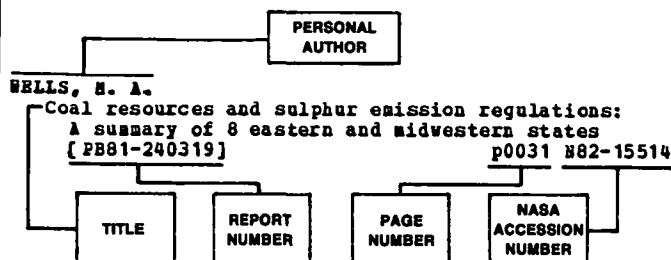 PERSONAL
AUTHOR
WELLS, M. A.
Coal resources and sulphur emission regulations:
A summary of 8 eastern and midwestern states
[PB81-240319] p0031 N82-15514
TITLE
REPORT
NUMBER
PAGE
NUMBER
NASA
ACCESSION
NUMBER